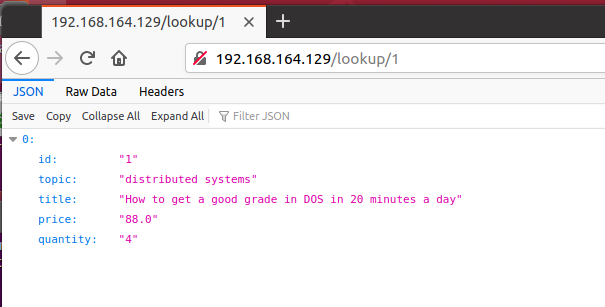 192.168.164.129/lookup/1
192.168.164.129/lookup/1
JSON Raw Data Headers
Save Copy Collapse All Expand All Filter JSON
0:
id: "1"
topic: "distributed systems"
title: "How to get a good grade in DOS in 20 minutes a day"
price: "88.0"
quantity: "4"